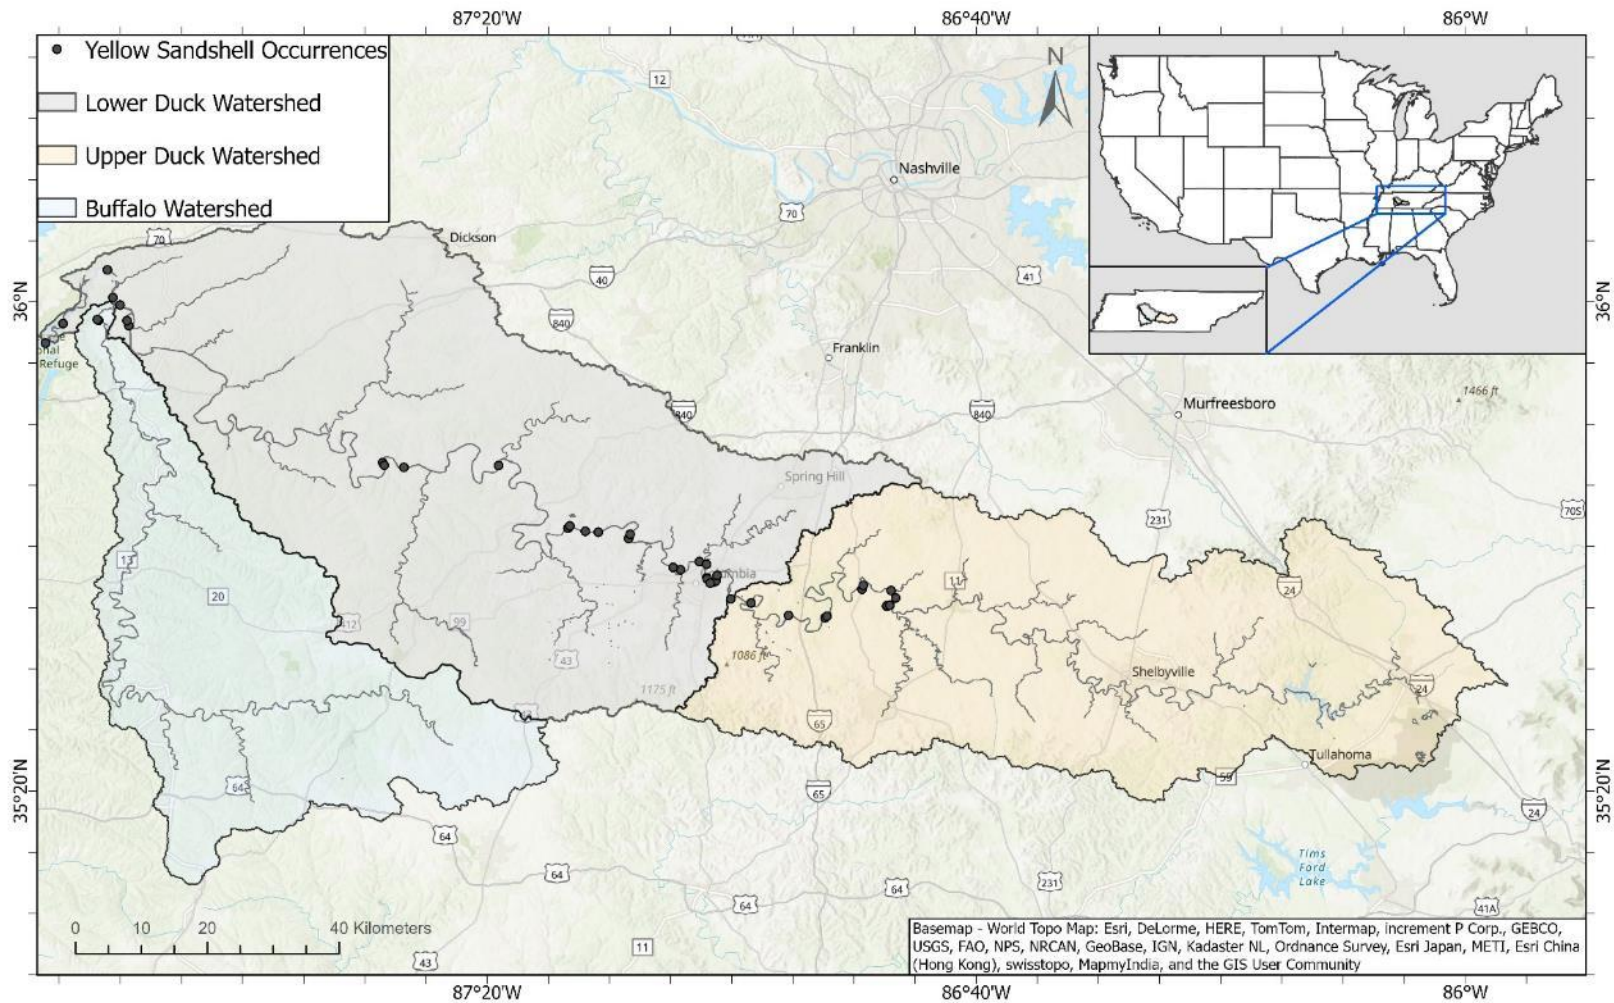 87°20'W
86°40'W
86°W
Yellow Sandshell Occurrences
Lower Duck Watershed
Upper Duck Watershed
Buffalo Watershed
N
12
Nashville
70
70
Dickson
40
41
36°N
36°N
840
Franklin
onal
Refuge
840
840
Murfreesboro
1466 ft
Spring Hill
231
70S
13
20
mbia
11
24
412
99
43
1086 ft
1175 ft
Shelbyville
24
65
Tullahoma
64
65
59
35°20'N
35°20'N
24
64
64
64
64
231
Tims
Ford
Lake
41A
0 10 20 40 Kilometers
43
11
Basemap - World Topo Map: Esri, DeLorme, HERE, TomTom, Intermap, increment P Corp., GEBCO,
USGS, FAO, NPS, NRCAN, GeoBase, IGN, Kadaster NL, Ordnance Survey, Esri Japan, METI, Esri China
(Hong Kong), swisstopo, MapmyIndia, and the GIS User Community
87°20'W
86°40'W
86°W